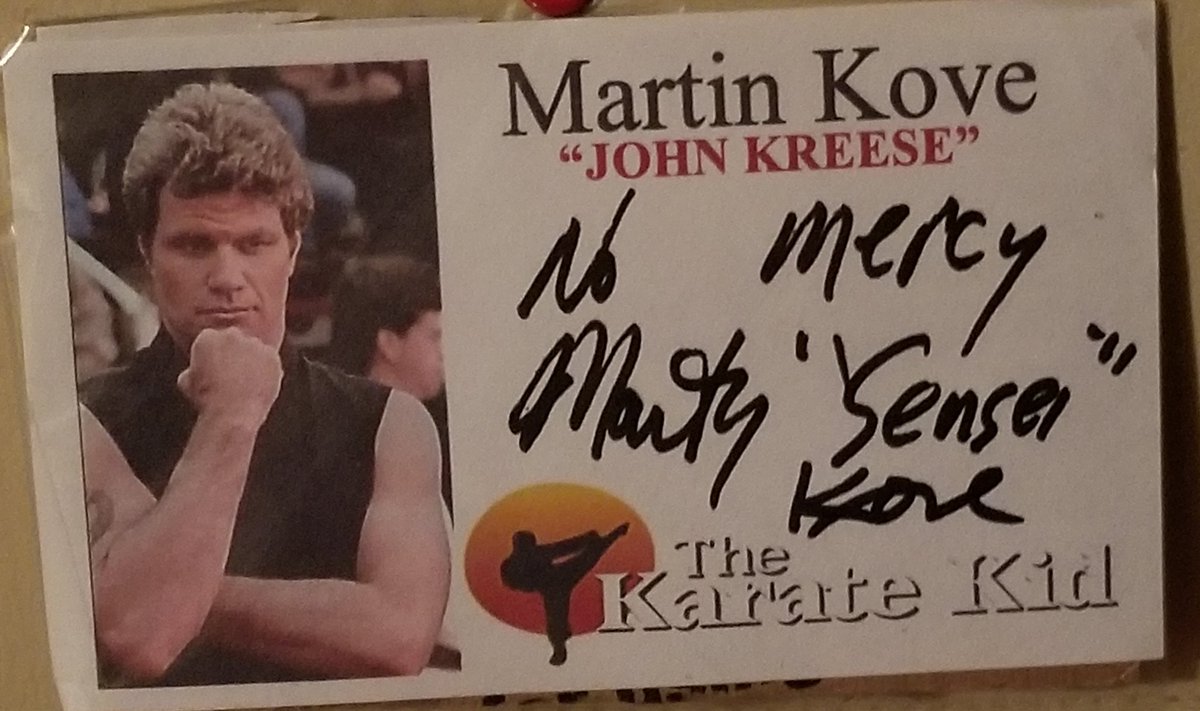 Martin Kove
“JOHN KREESE”
No Mercy
Marty "Sensei"
Kove
The
Karate Kid